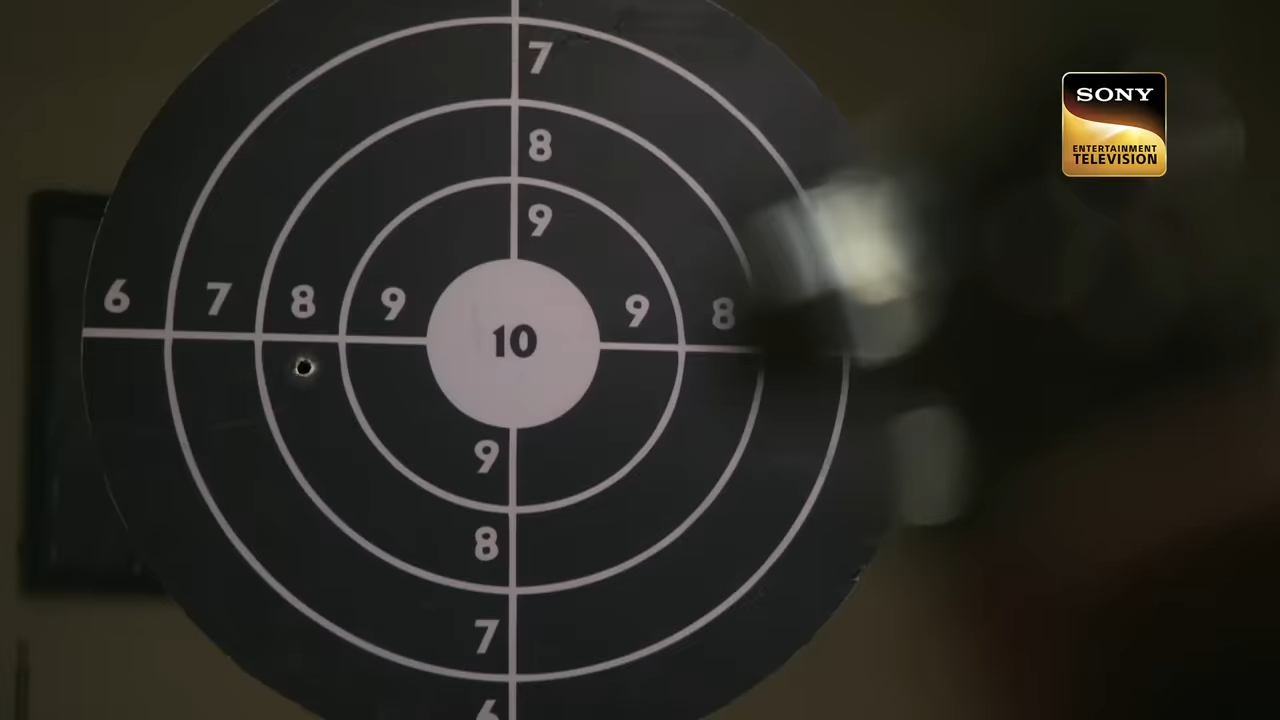 7
8
9
6 7 8 9 10 9 8
9
8
7
6
SONY
ENTERTAINMENT
TELEVISION